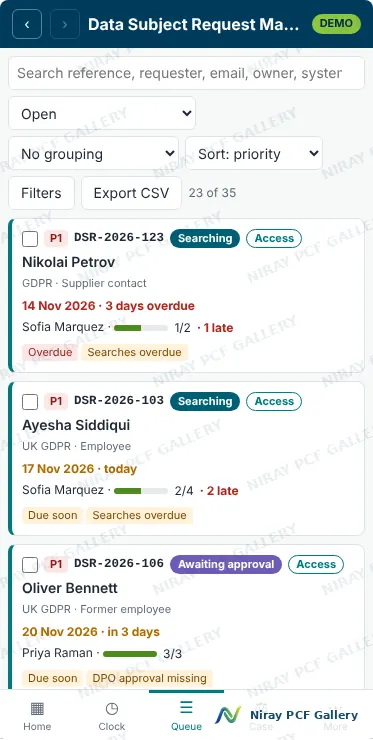 Data Subject Request Ma... DEMO
Search reference, requester, email, owner, syster
Open
No grouping Sort: priority
Filters Export CSV 23 of 35
P1 DSR-2026-123 Searching Access
Nikolai Petrov
GDPR · Supplier contact
14 Nov 2026 · 3 days overdue
Sofia Marquez · 1/2 · 1 late
Overdue Searches overdue
P1 DSR-2026-103 Searching Access
Ayesha Siddiqui
UK GDPR · Employee
17 Nov 2026 · today
Sofia Marquez · 2/4 · 2 late
Due soon Searches overdue
P1 DSR-2026-106 Awaiting approval Access
Oliver Bennett
UK GDPR · Former employee
20 Nov 2026 · in 3 days
Priya Raman · 3/3
Due soon DPO approval missing
Home Clock Queue Case More
Niray PCF Gallery
NIRAY PCF GALLERY